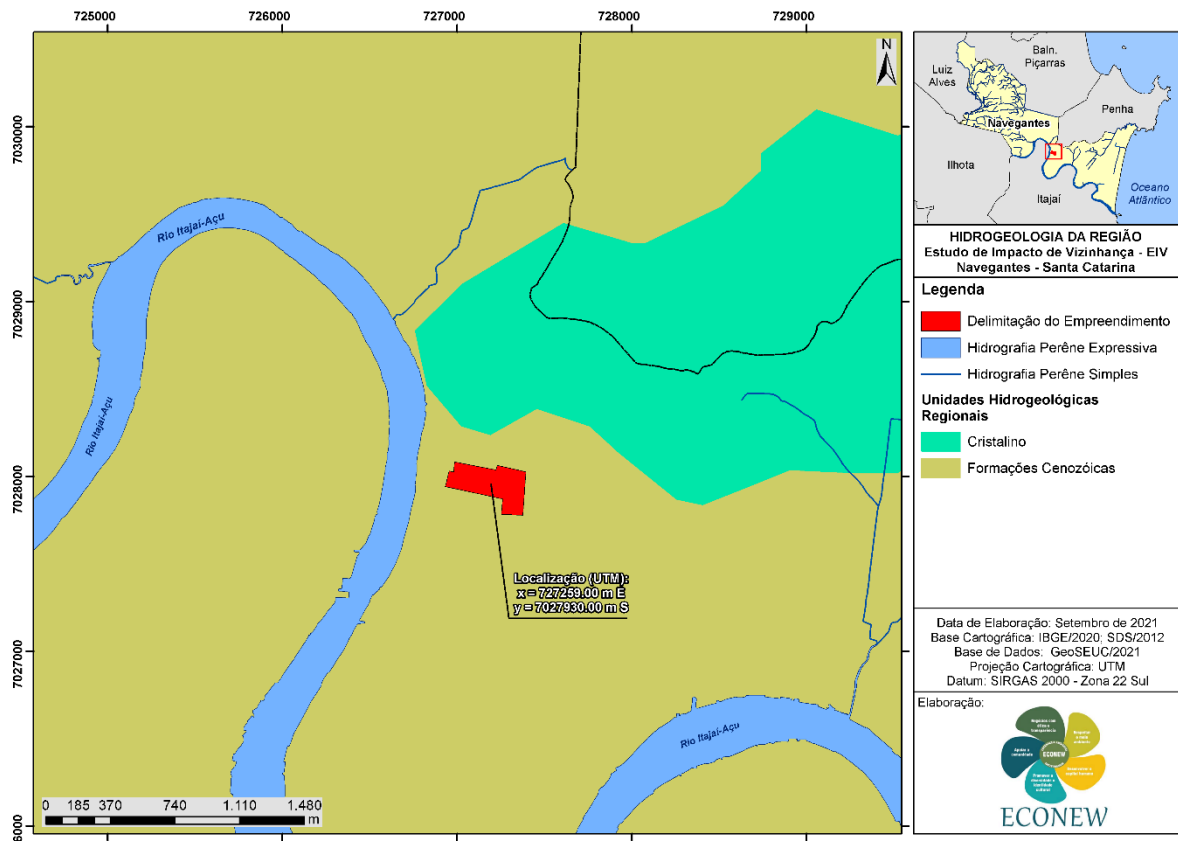 725000
726000
727000
728000
729000
7030000
7029000
7028000
7027000
6000
N
Rio Itajaí-Açu
Rio Itajaí-Açu
Rio Itajaí-Açu
Localização (UTM):
x = 727259.00 m E
y = 7027930.00 m S
0 185 370 740 1.110 1.480
m
Luiz
Alves
Baln.
Piçarras
Penha
Navegantes
Ilhota
Itajaí
Oceano
Atlântico
HIDROGEOLOGIA DA REGIÃO
Estudo de Impacto de Vizinhança - EIV
Navegantes - Santa Catarina
Legenda
Delimitação do Empreendimento
Hidrografia Perêne Expressiva
Hidrografia Perêne Simples
Unidades Hidrogeológicas
Regionais
Cristalino
Formações Cenozóicas
Data de Elaboração: Setembro de 2021
Base Cartográfica: IBGE/2020; SDS/2012
Base de Dados: GeoSEUC/2021
Projeção Cartográfica: UTM
Datum: SIRGAS 2000 - Zona 22 Sul
Elaboração:
ECONEW
ECONEW